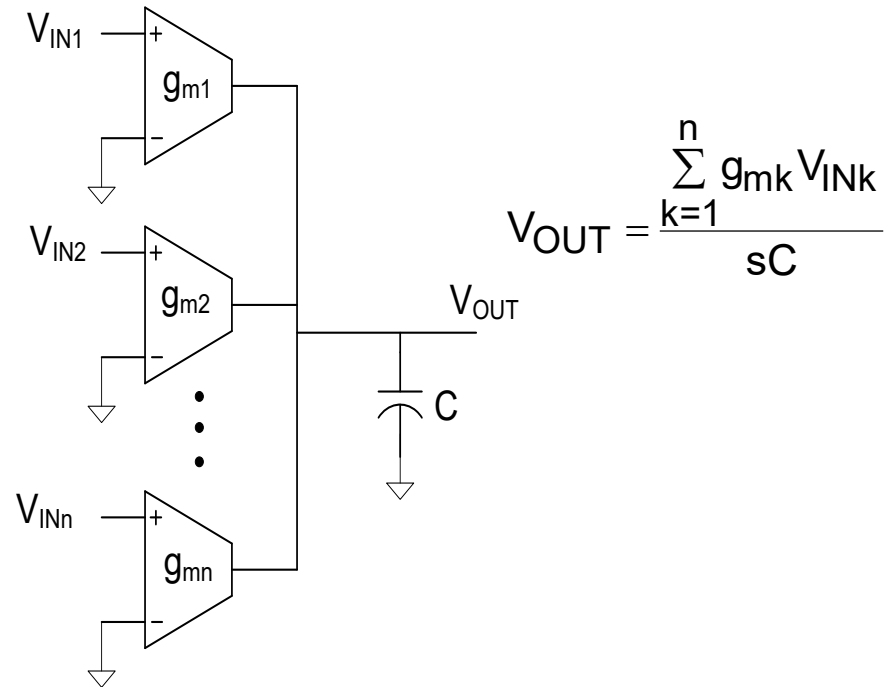 V_IN1
+
g_m1
−
V_IN2
+
g_m2
−
V_INn
+
g_mn
−
V_OUT
C
n
∑ g_mk V_INk
k=1
V_OUT =
sC